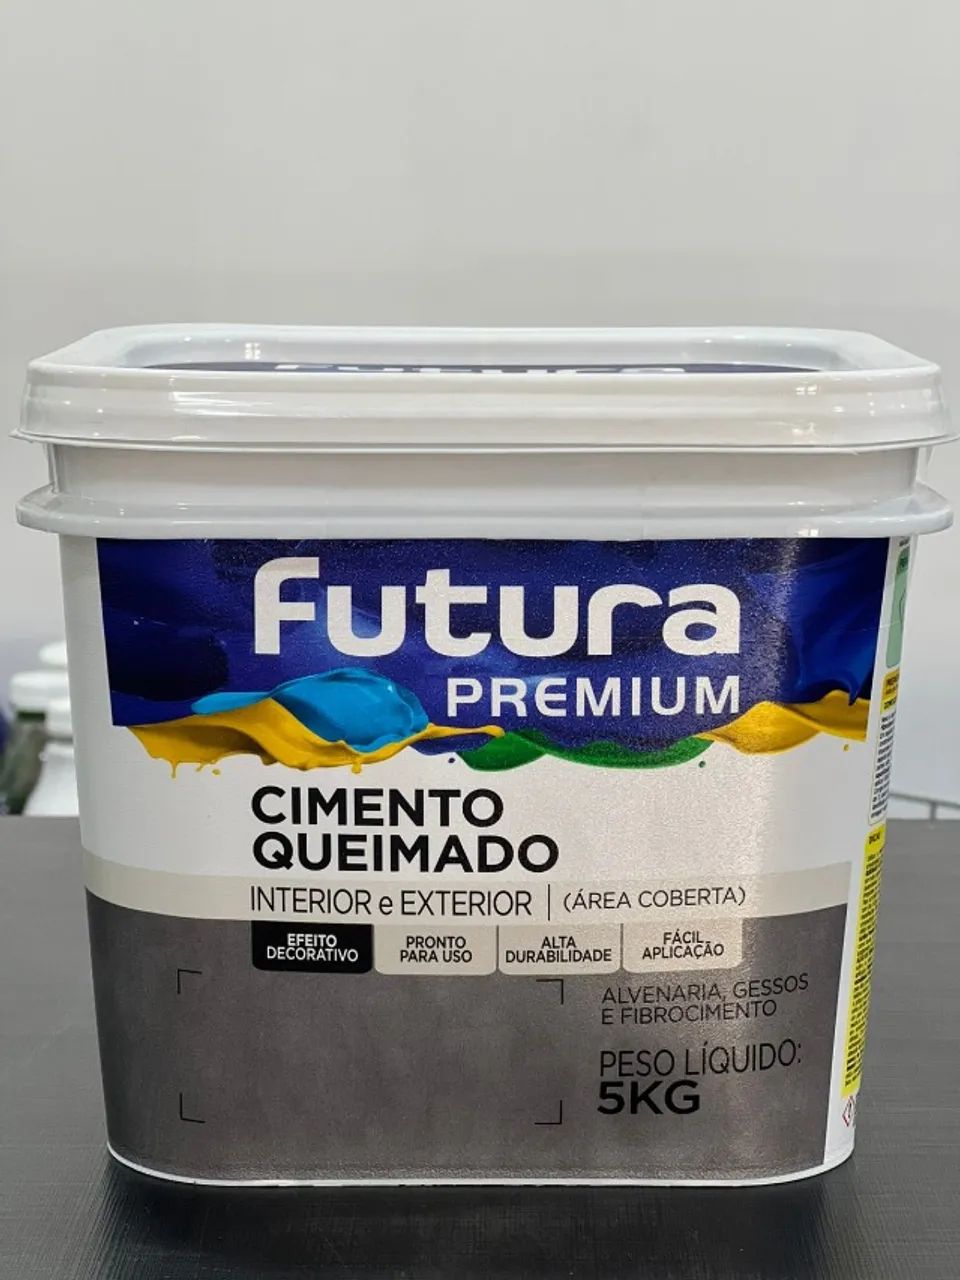 Futura
PREMIUM
CIMENTO
QUEIMADO
INTERIOR e EXTERIOR | (ÁREA COBERTA)
EFEITO
DECORATIVO
PRONTO
PARA USO
ALTA
DURABILIDADE
FÁCIL
APLICAÇÃO
ALVENARIA, GESSOS
E FIBROCIMENTO
PESO LÍQUIDO:
5KG